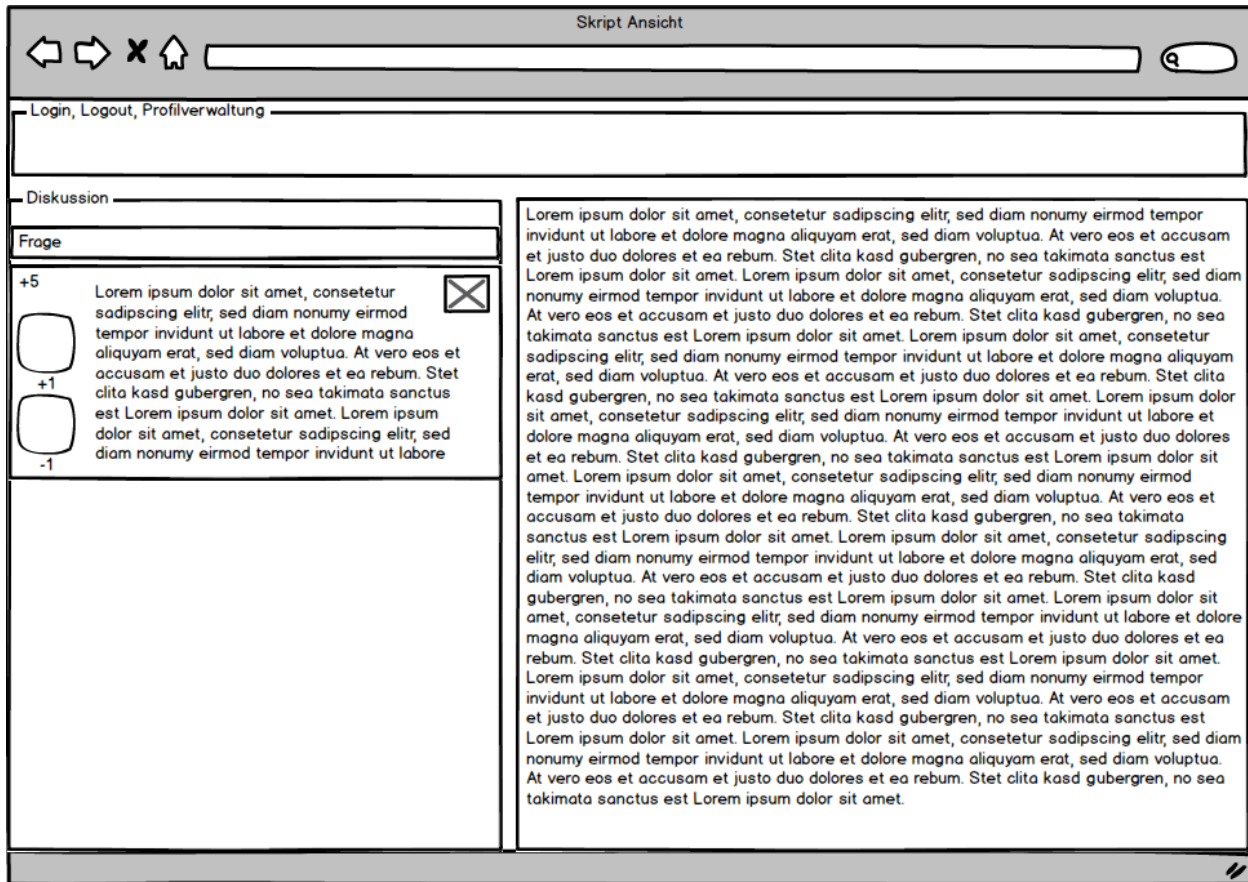 Skript Ansicht
Login, Logout, Profilverwaltung
Diskussion
Frage
+5
Lorem ipsum dolor sit amet, consetetur
sadipscing elitr, sed diam nonumy eirmod
tempor invidunt ut labore et dolore magna
aliquyam erat, sed diam voluptua. At vero eos et
accusam et justo duo dolores et ea rebum. Stet
clita kasd gubergren, no sea takimata sanctus
est Lorem ipsum dolor sit amet. Lorem ipsum
dolor sit amet, consetetur sadipscing elitr, sed
diam nonumy eirmod tempor invidunt ut labore
+1
-1
Lorem ipsum dolor sit amet, consetetur sadipscing elitr, sed diam nonumy eirmod tempor
invidunt ut labore et dolore magna aliquyam erat, sed diam voluptua. At vero eos et accusam
et justo duo dolores et ea rebum. Stet clita kasd gubergren, no sea takimata sanctus est
Lorem ipsum dolor sit amet. Lorem ipsum dolor sit amet, consetetur sadipscing elitr, sed diam
nonumy eirmod tempor invidunt ut labore et dolore magna aliquyam erat, sed diam voluptua.
At vero eos et accusam et justo duo dolores et ea rebum. Stet clita kasd gubergren, no sea
takimata sanctus est Lorem ipsum dolor sit amet. Lorem ipsum dolor sit amet, consetetur
sadipscing elitr, sed diam nonumy eirmod tempor invidunt ut labore et dolore magna aliquyam
erat, sed diam voluptua. At vero eos et accusam et justo duo dolores et ea rebum. Stet clita
kasd gubergren, no sea takimata sanctus est Lorem ipsum dolor sit amet. Lorem ipsum dolor
sit amet, consetetur sadipscing elitr, sed diam nonumy eirmod tempor invidunt ut labore et
dolore magna aliquyam erat, sed diam voluptua. At vero eos et accusam et justo duo dolores
et ea rebum. Stet clita kasd gubergren, no sea takimata sanctus est Lorem ipsum dolor sit
amet. Lorem ipsum dolor sit amet, consetetur sadipscing elitr, sed diam nonumy eirmod
tempor invidunt ut labore et dolore magna aliquyam erat, sed diam voluptua. At vero eos et
accusam et justo duo dolores et ea rebum. Stet clita kasd gubergren, no sea takimata
sanctus est Lorem ipsum dolor sit amet. Lorem ipsum dolor sit amet, consetetur sadipscing
elitr, sed diam nonumy eirmod tempor invidunt ut labore et dolore magna aliquyam erat, sed
diam voluptua. At vero eos et accusam et justo duo dolores et ea rebum. Stet clita kasd
gubergren, no sea takimata sanctus est Lorem ipsum dolor sit amet. Lorem ipsum dolor sit
amet, consetetur sadipscing elitr, sed diam nonumy eirmod tempor invidunt ut labore et dolore
magna aliquyam erat, sed diam voluptua. At vero eos et accusam et justo duo dolores et ea
rebum. Stet clita kasd gubergren, no sea takimata sanctus est Lorem ipsum dolor sit amet.
Lorem ipsum dolor sit amet, consetetur sadipscing elitr, sed diam nonumy eirmod tempor
invidunt ut labore et dolore magna aliquyam erat, sed diam voluptua. At vero eos et accusam
et justo duo dolores et ea rebum. Stet clita kasd gubergren, no sea takimata sanctus est
Lorem ipsum dolor sit amet. Lorem ipsum dolor sit amet, consetetur sadipscing elitr, sed diam
nonumy eirmod tempor invidunt ut labore et dolore magna aliquyam erat, sed diam voluptua.
At vero eos et accusam et justo duo dolores et ea rebum. Stet clita kasd gubergren, no sea
takimata sanctus est Lorem ipsum dolor sit amet.